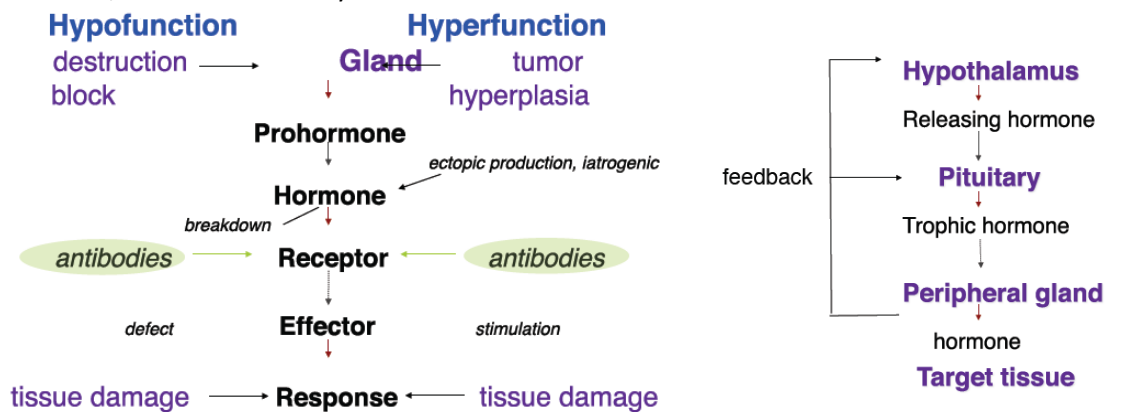 Hypofunction Hyperfunction
destruction Gland tumor
block hyperplasia
Prohormone
ectopic production, iatrogenic
Hormone
breakdown
antibodies Receptor antibodies
defect Effector stimulation
tissue damage Response tissue damage
Hypothalamus
Releasing hormone
feedback Pituitary
Trophic hormone
Peripheral gland
hormone
Target tissue